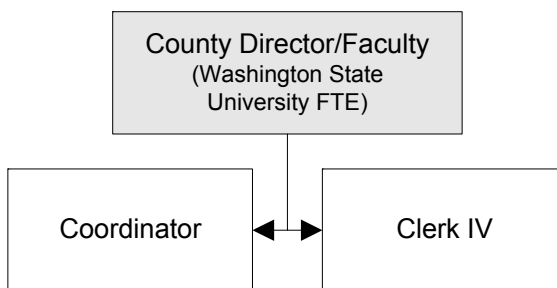 County Director/Faculty
(Washington State
University FTE)
Coordinator
Clerk IV